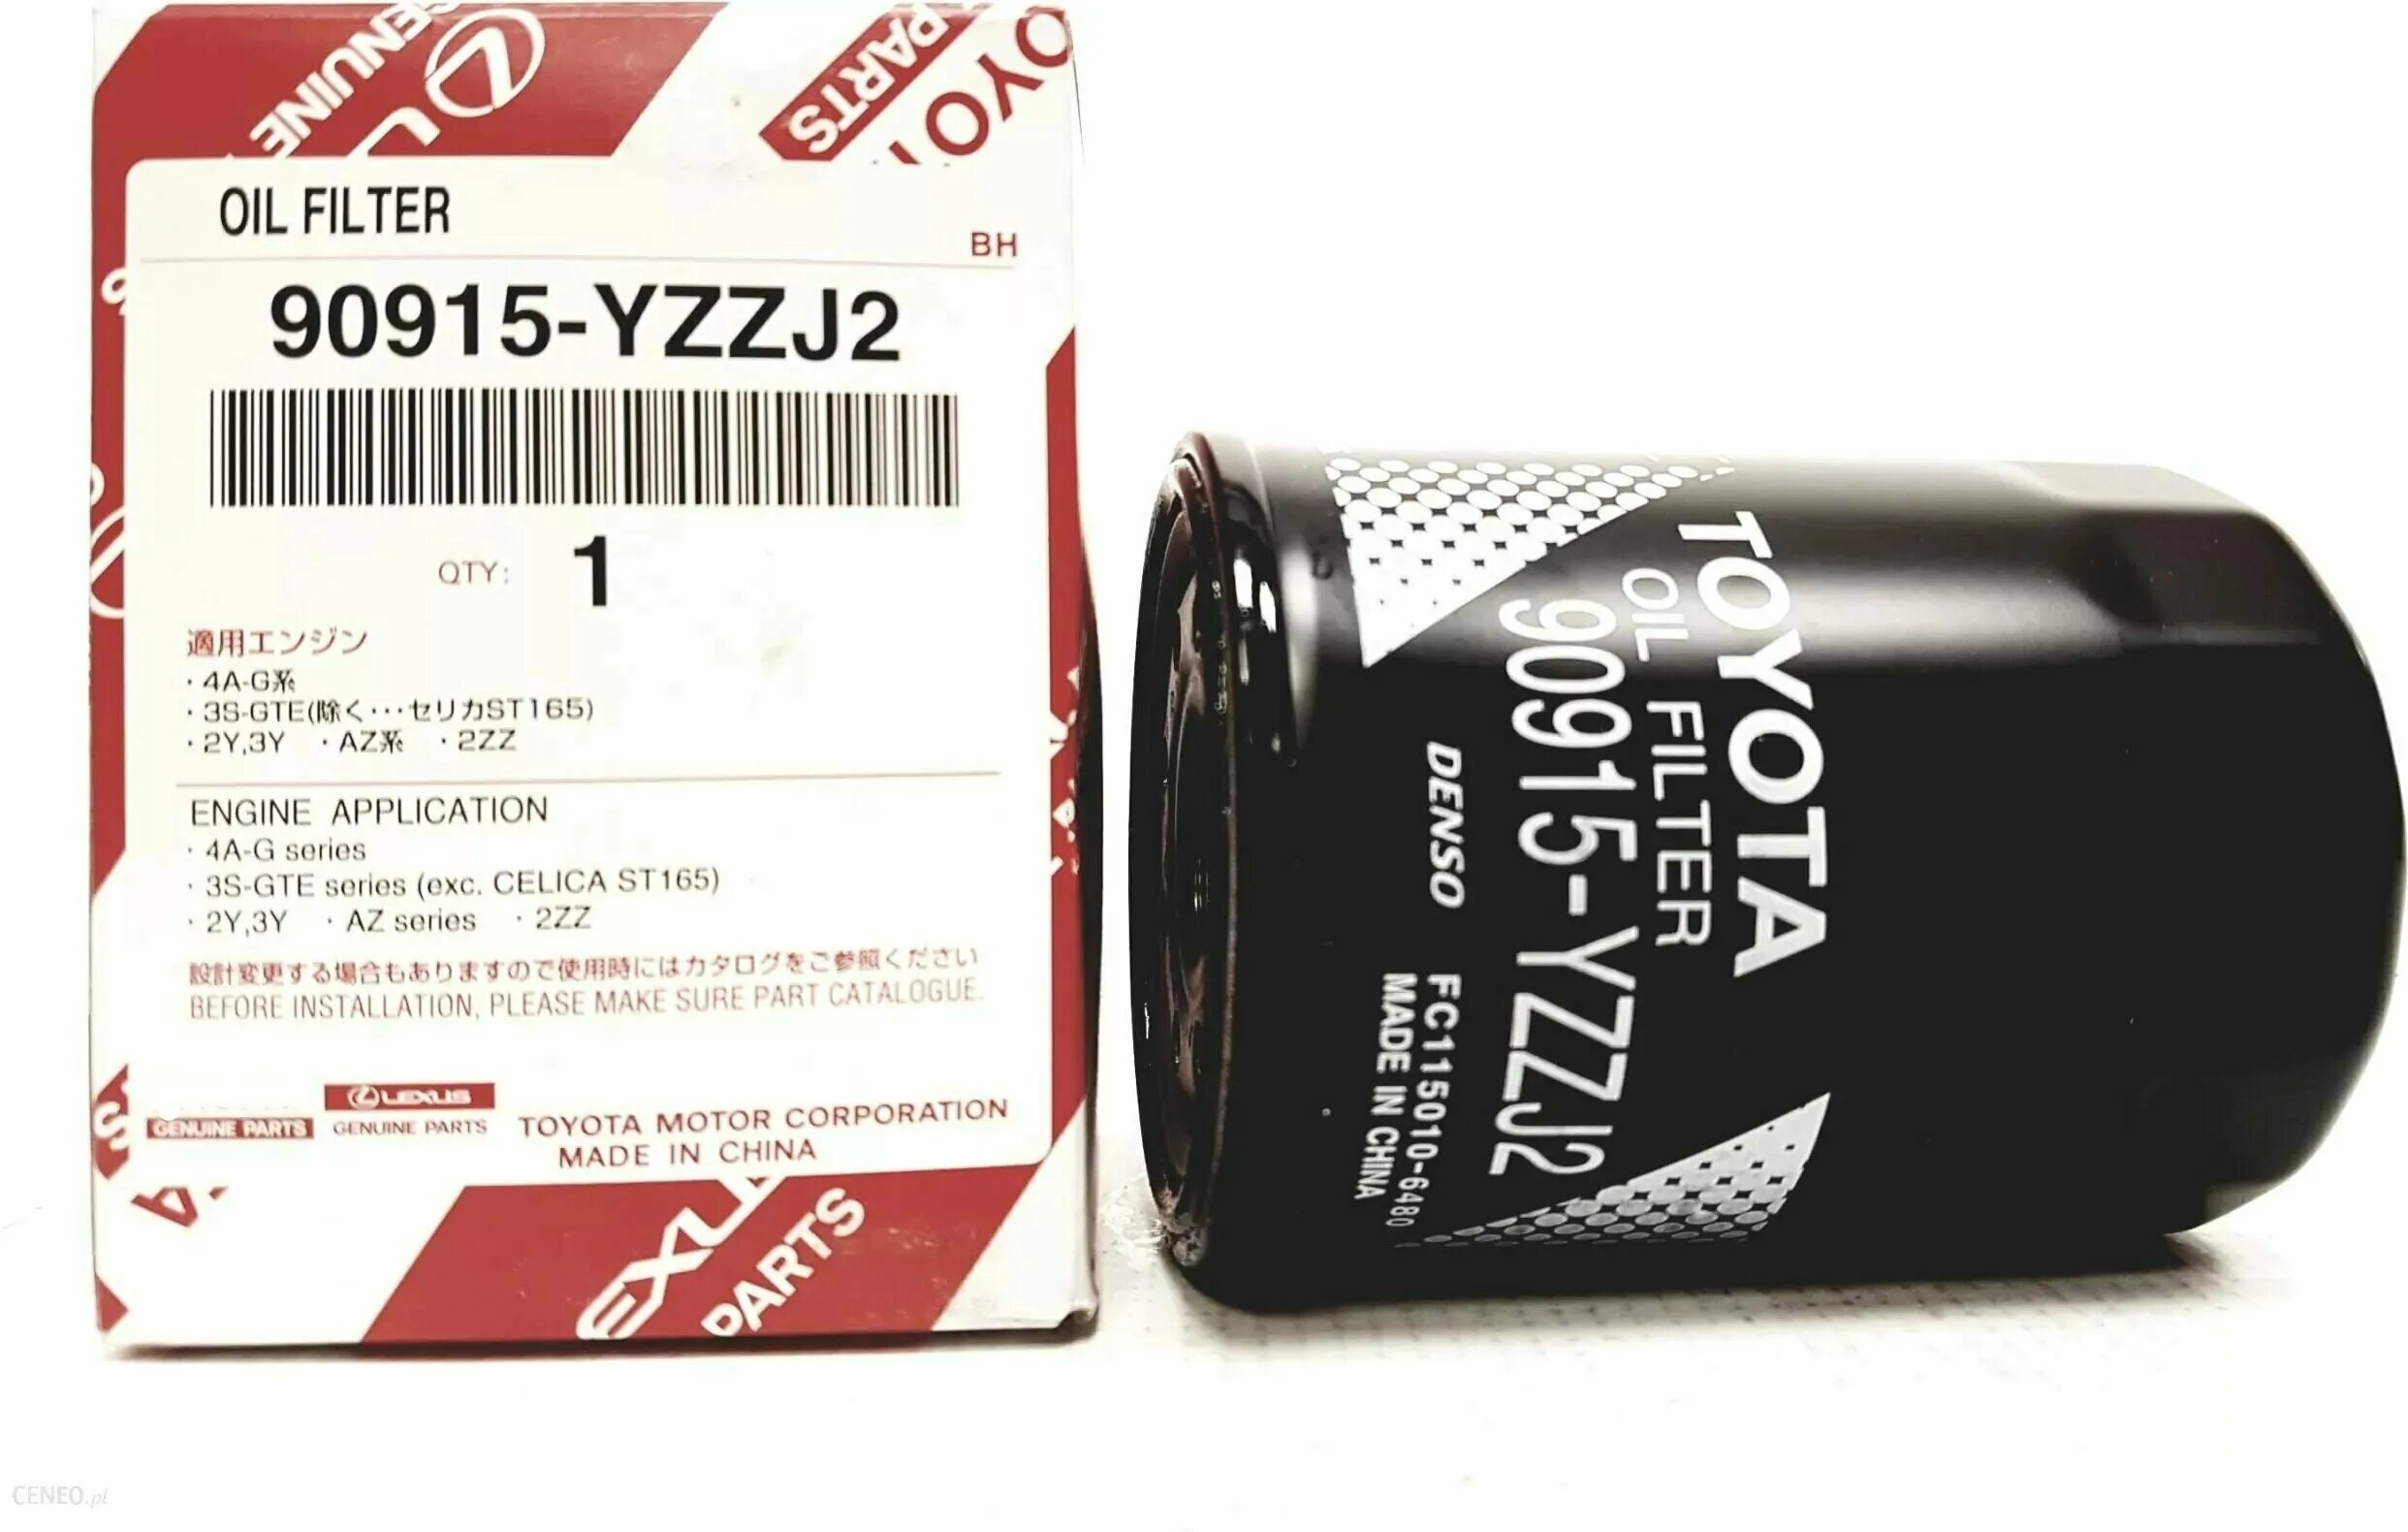 GENUINE
L
PARTS
TOYOT
OIL FILTER
BH
90915-YZZJ2
QTY: 1
適用エンジン
・4A-G系
・3S-GTE(除く・・・セリカST165)
・2Y,3Y ・AZ系 ・2ZZ
ENGINE APPLICATION
・4A-G series
・3S-GTE series (exc. CELICA ST165)
・2Y,3Y ・AZ series ・2ZZ
設計変更する場合もありますので使用時にはカタログをご参照ください
BEFORE INSTALLATION, PLEASE MAKE SURE PART CATALOGUE.
GENUINE PARTS
LEXUS
GENUINE PARTS
TOYOTA MOTOR CORPORATION
MADE IN CHINA
EXU
PARTS
TOYOTA
OIL FILTER
90915-YZZJ2
DENSO
FC115010-6480
MADE IN CHINA
CENEO.pl